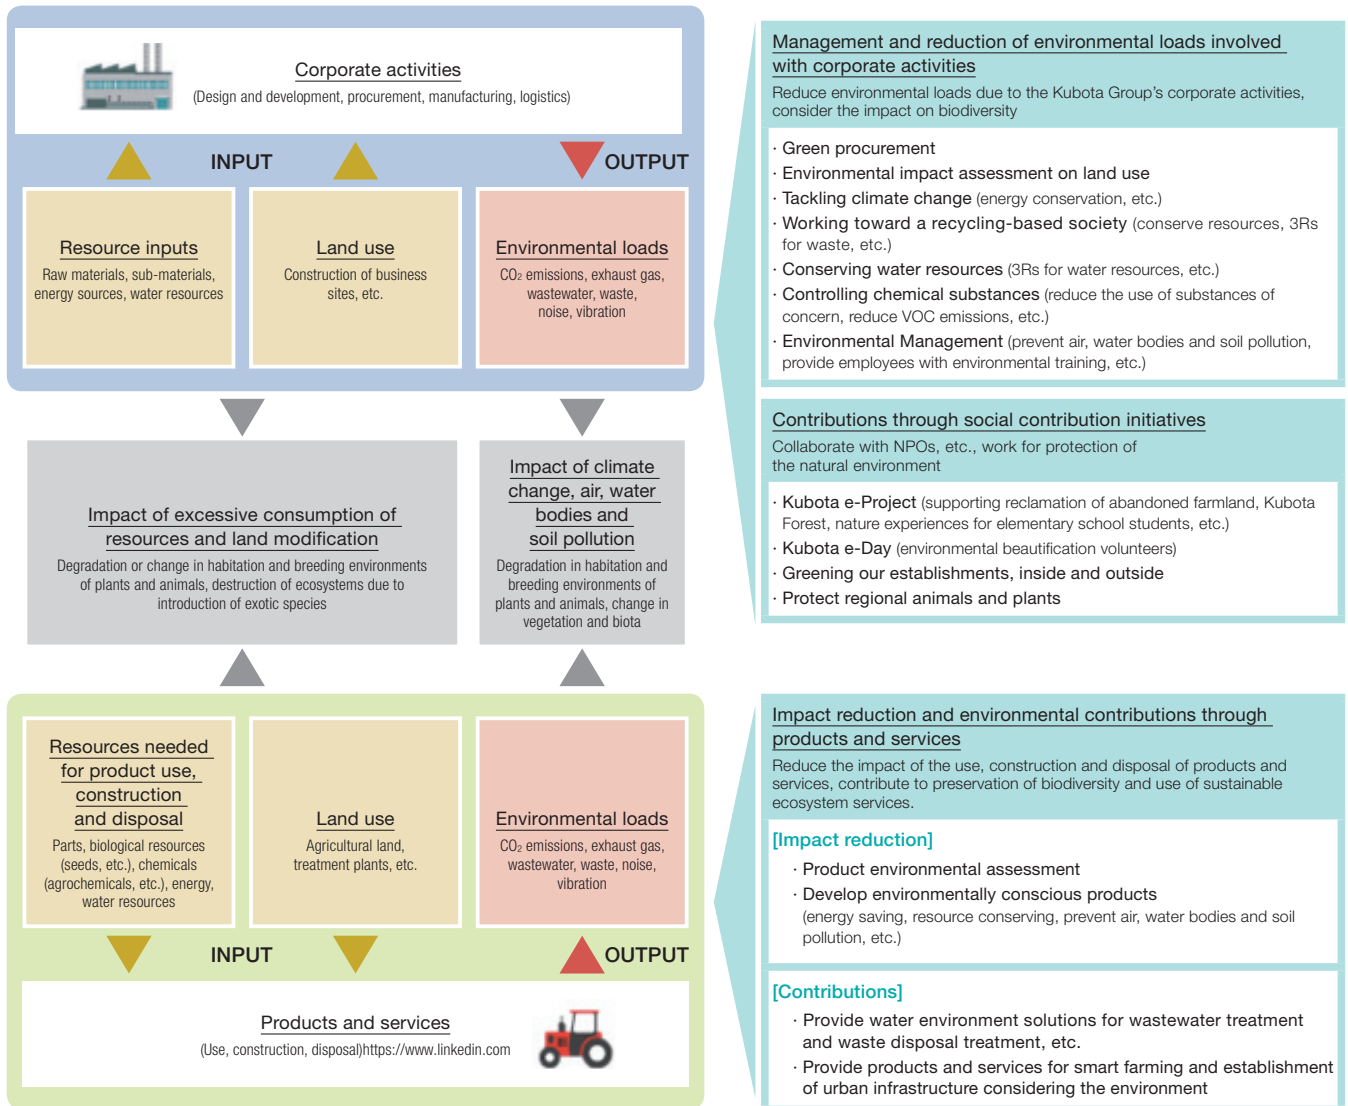 Corporate activities
(Design and development, procurement, manufacturing, logistics)
INPUT
OUTPUT
Resource inputs
Raw materials, sub-materials,
energy sources, water resources
Land use
Construction of business
sites, etc.
Environmental loads
CO₂ emissions, exhaust gas,
wastewater, waste,
noise, vibration
Impact of excessive consumption of
resources and land modification
Degradation or change in habitation and breeding environments
of plants and animals, destruction of ecosystems due to
introduction of exotic species
Impact of climate
change, air, water
bodies and
soil pollution
Degradation in habitation and
breeding environments of
plants and animals, change in
vegetation and biota
Resources needed
for product use,
construction
and disposal
Parts, biological resources
(seeds, etc.), chemicals
(agrochemicals, etc.), energy,
water resources
Land use
Agricultural land,
treatment plants, etc.
Environmental loads
CO₂ emissions, exhaust gas,
wastewater, waste, noise,
vibration
INPUT
OUTPUT
Products and services
(Use, construction, disposal)https://www.linkedin.com
Management and reduction of environmental loads involved
with corporate activities
Reduce environmental loads due to the Kubota Group's corporate activities,
consider the impact on biodiversity
· Green procurement
· Environmental impact assessment on land use
· Tackling climate change (energy conservation, etc.)
· Working toward a recycling-based society (conserve resources, 3Rs
for waste, etc.)
· Conserving water resources (3Rs for water resources, etc.)
· Controlling chemical substances (reduce the use of substances of
concern, reduce VOC emissions, etc.)
· Environmental Management (prevent air, water bodies and soil pollution,
provide employees with environmental training, etc.)
Contributions through social contribution initiatives
Collaborate with NPOs, etc., work for protection of
the natural environment
· Kubota e-Project (supporting reclamation of abandoned farmland, Kubota
Forest, nature experiences for elementary school students, etc.)
· Kubota e-Day (environmental beautification volunteers)
· Greening our establishments, inside and outside
· Protect regional animals and plants
Impact reduction and environmental contributions through
products and services
Reduce the impact of the use, construction and disposal of products and
services, contribute to preservation of biodiversity and use of sustainable
ecosystem services.
[Impact reduction]
· Product environmental assessment
· Develop environmentally conscious products
(energy saving, resource conserving, prevent air, water bodies and soil
pollution, etc.)
[Contributions]
· Provide water environment solutions for wastewater treatment
and waste disposal treatment, etc.
· Provide products and services for smart farming and establishment
of urban infrastructure considering the environment